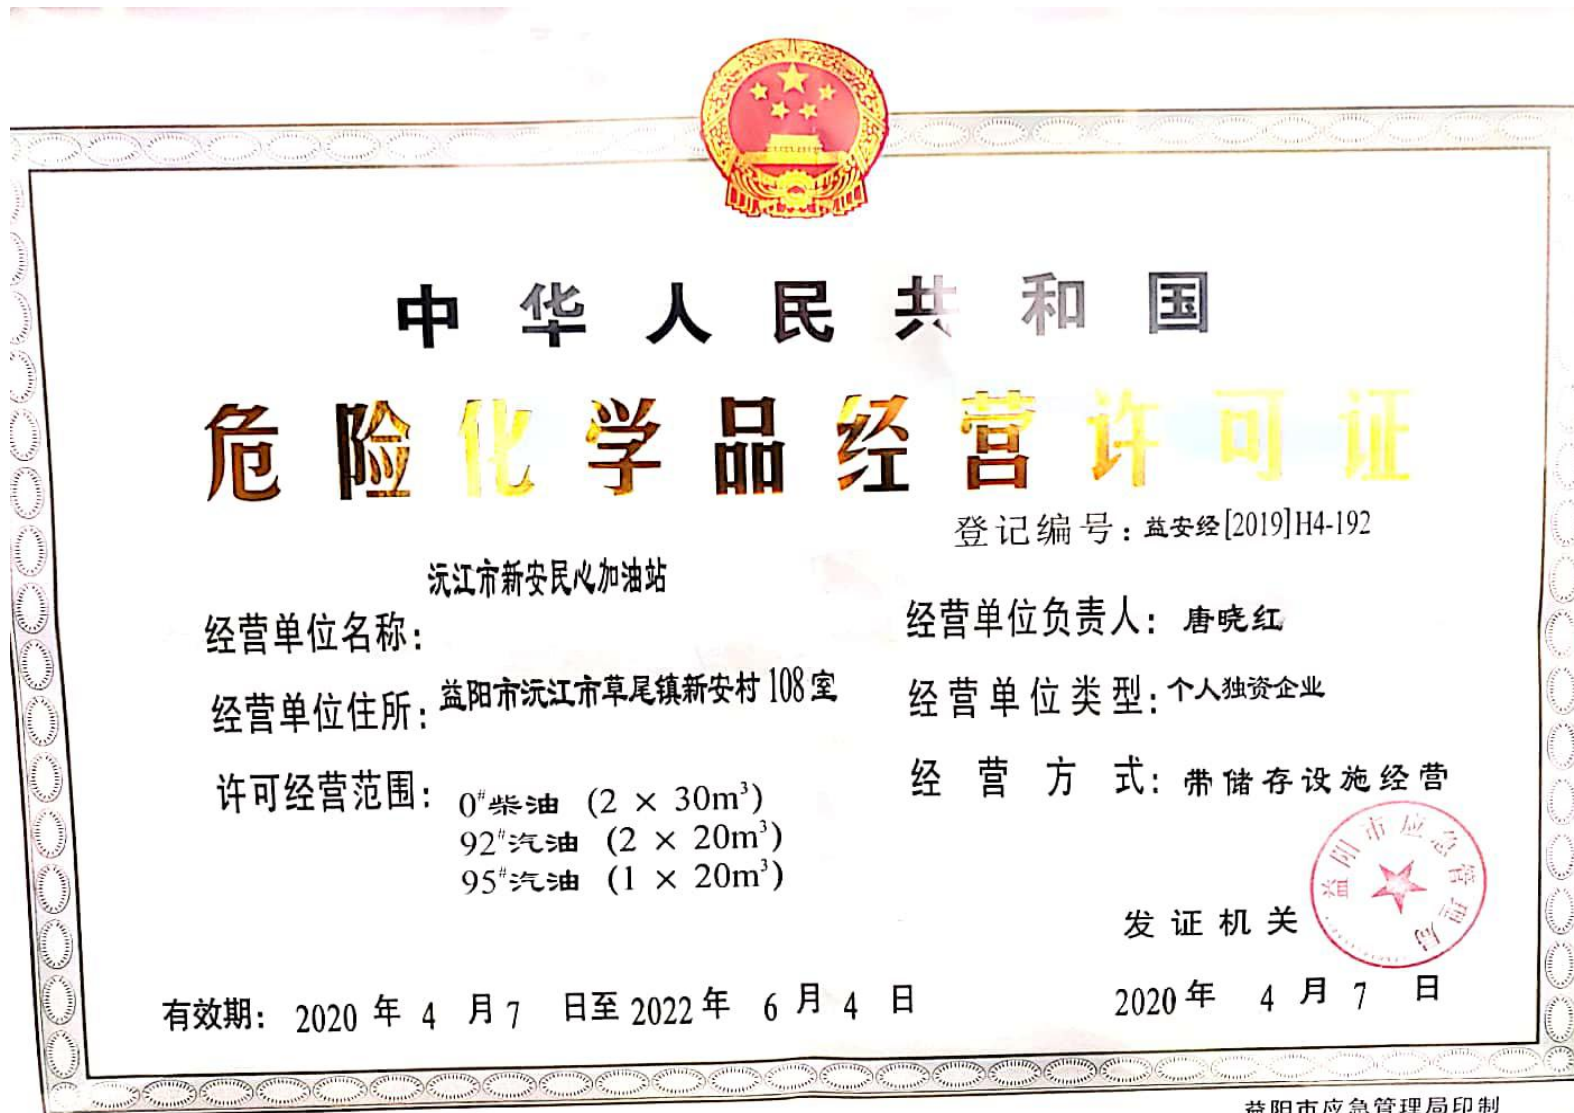 中华人民共和国
危险化学品经营许可证
登记编号：益安经[2019]H4-192
沅江市新安民心加油站
经营单位名称：
经营单位负责人：唐晓红
经营单位住所：益阳市沅江市草尾镇新安村108室
经营单位类型：个人独资企业
许可经营范围：
经营方式：带储存设施经营
0#柴油 (2 × 30m³)
92#汽油 (2 × 20m³)
95#汽油 (1 × 20m³)
益阳市应急管理局
发证机关
有效期：2020年4月7日至2022年6月4日
2020年4月7日
益阳市应急管理局印制